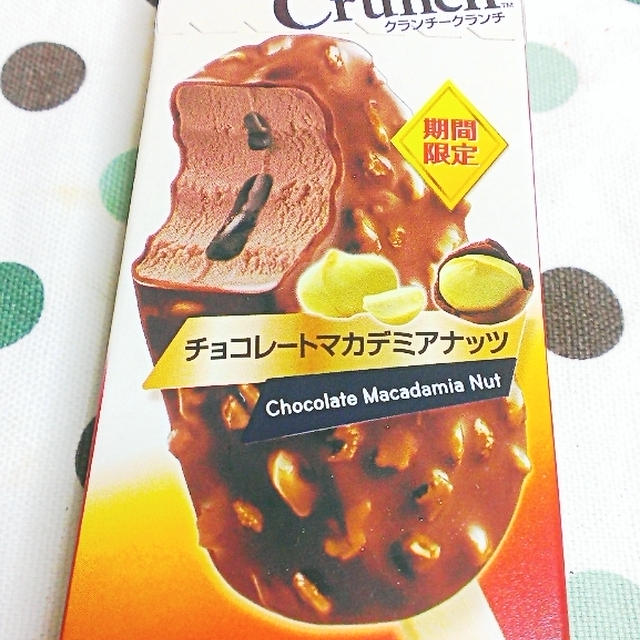 Crunch™
クランチークランチ
期間
限定
チョコレートマカデミアナッツ
Chocolate Macadamia Nut